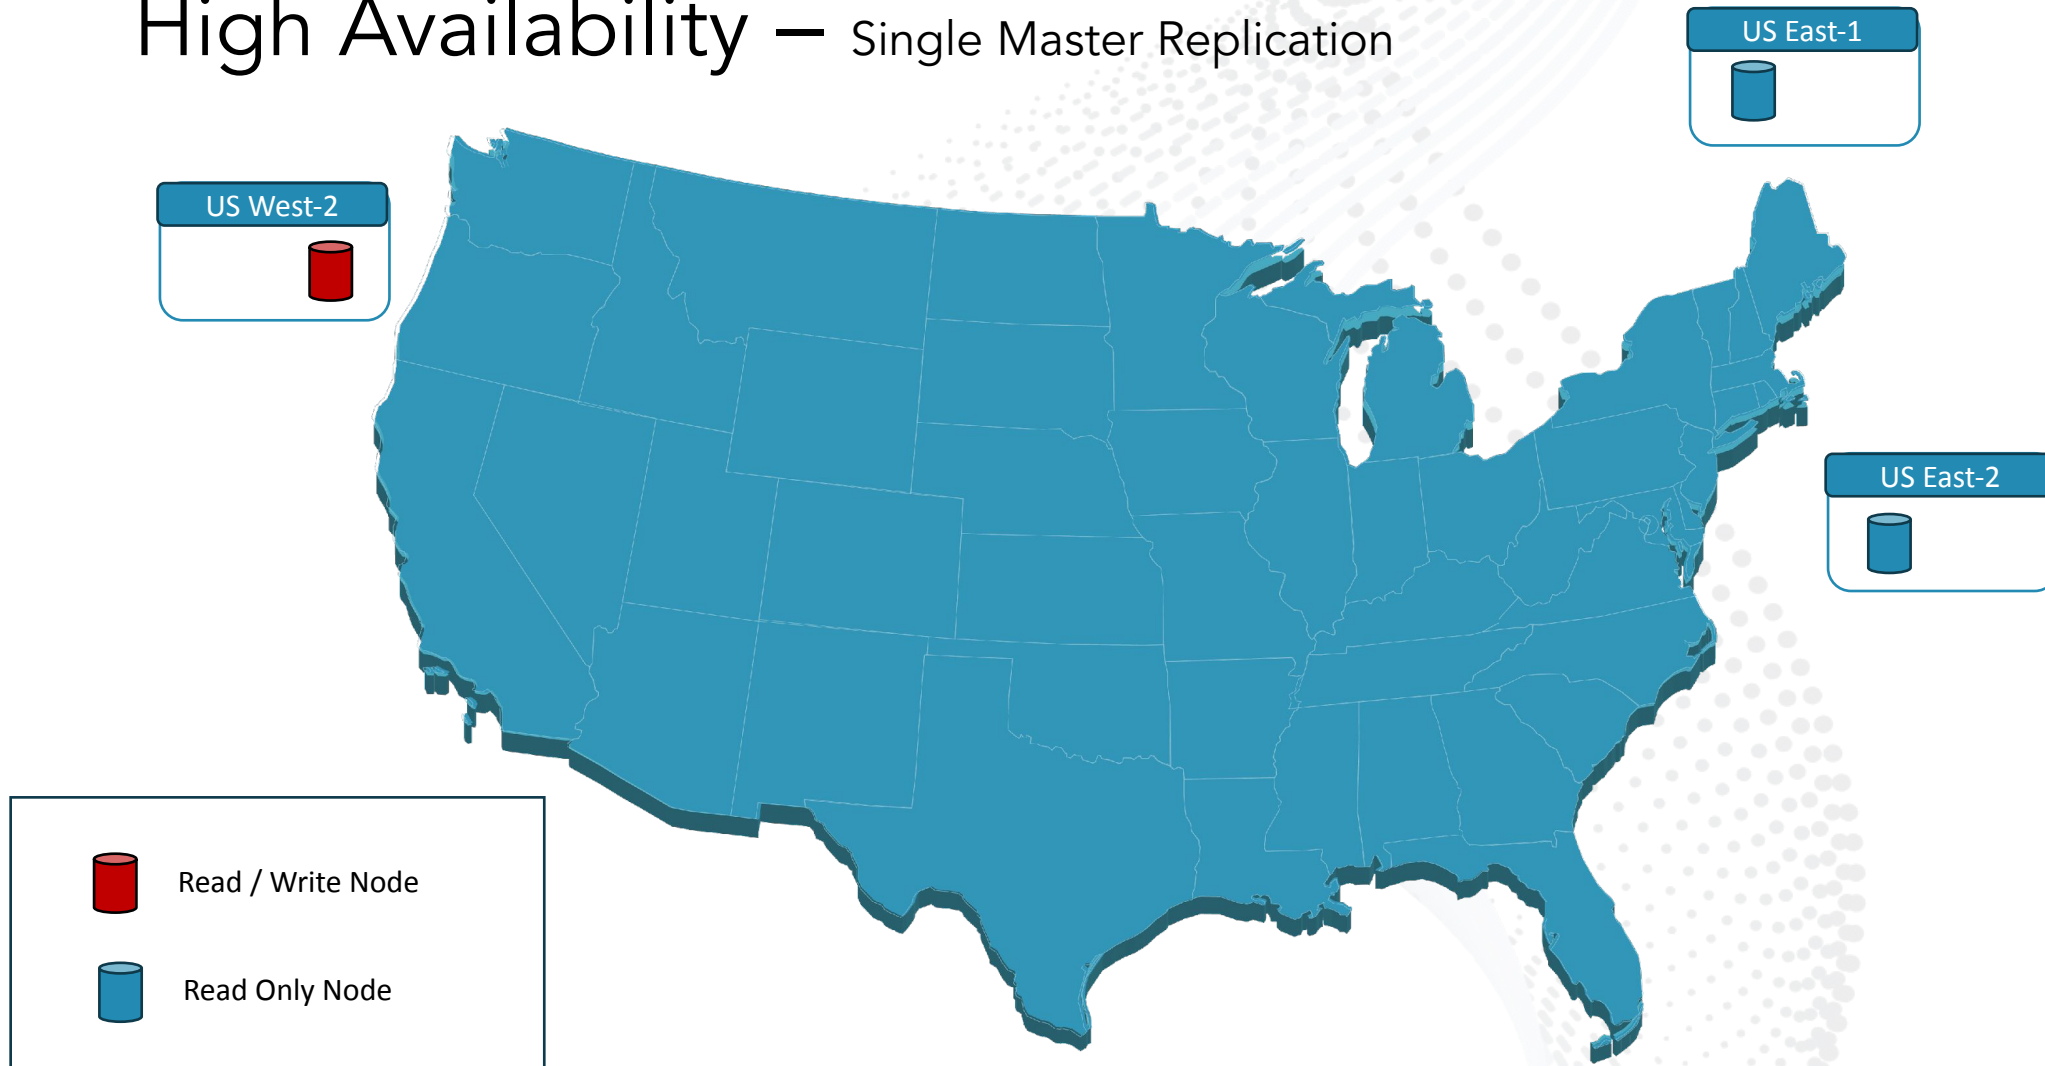 High Availability – Single Master Replication
US East-1
US West-2
US East-2
Read / Write Node
Read Only Node